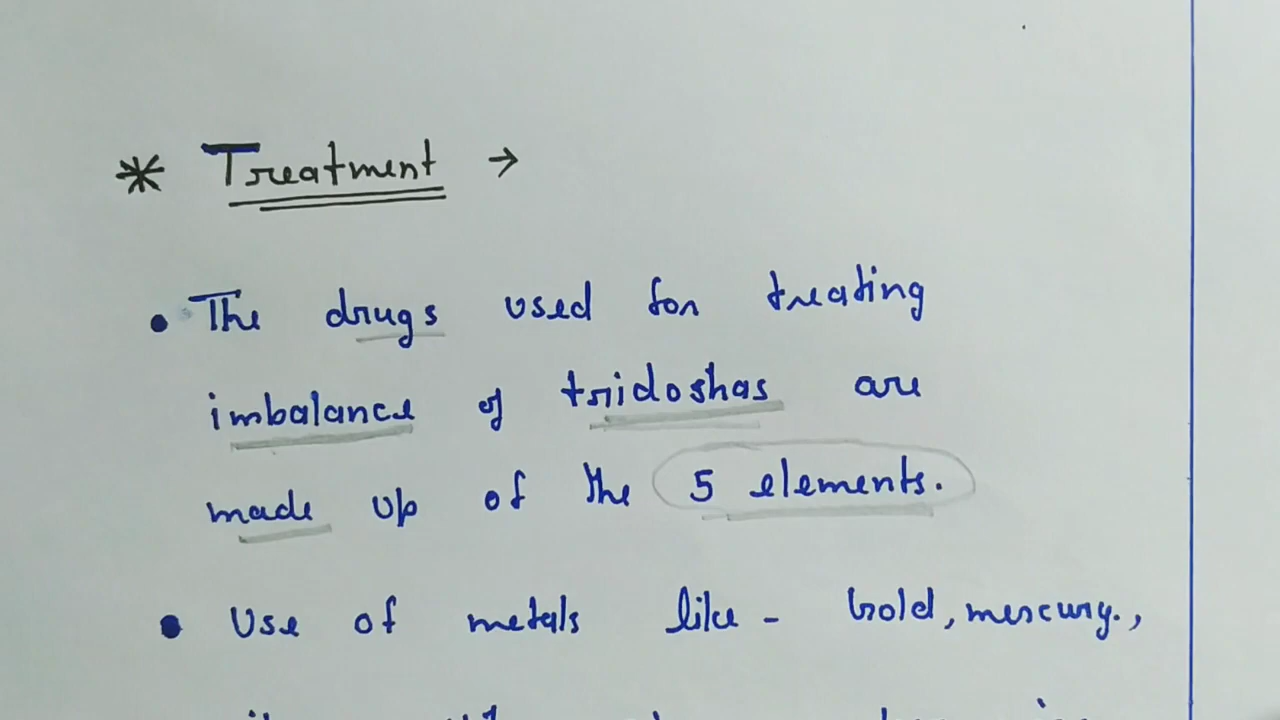 * Treatment →
• The drugs used for treating
imbalance of tridoshas are
made up of the 5 elements.
• Use of metals like - Gold, mercury.,